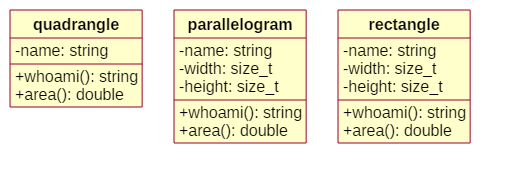 quadrangle
-name: string
+whoami(): string
+area(): double
parallelogram
-name: string
-width: size_t
-height: size_t
+whoami(): string
+area(): double
rectangle
-name: string
-width: size_t
-height: size_t
+whoami(): string
+area(): double